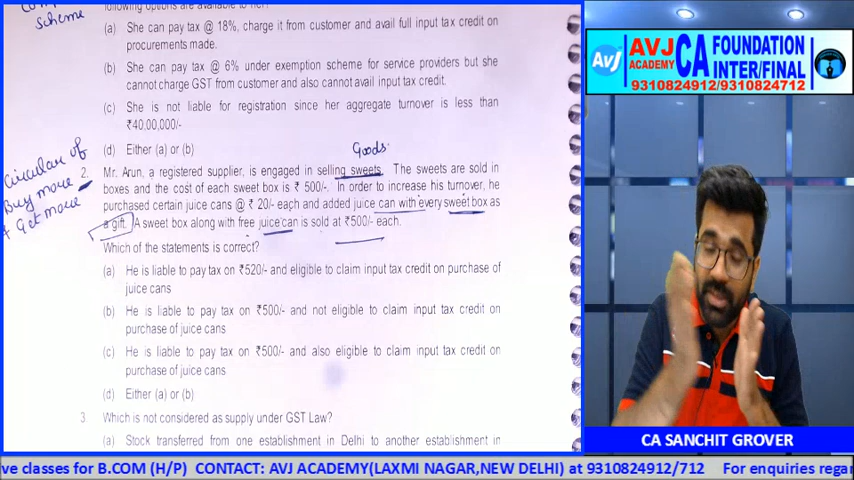 following options are available to her?
Scheme
(a) She can pay tax @ 18%, charge it from customer and avail full input tax credit on
procurements made.
(b) She can pay tax @ 6% under exemption scheme for service providers but she
cannot charge GST from customer and also cannot avail input tax credit.
(c) She is not liable for registration since her aggregate turnover is less than
₹40,00,000/-
(d) Either (a) or (b)
Goods
Circular of
Buy more
+ Get more
2. Mr. Arun, a registered supplier, is engaged in selling sweets. The sweets are sold in
boxes and the cost of each sweet box is ₹ 500/-. In order to increase his turnover, he
purchased certain juice cans @ ₹ 20/- each and added juice can with every sweet box as
a gift. A sweet box along with free juice can is sold at ₹500/- each.
Which of the statements is correct?
(a) He is liable to pay tax on ₹520/- and eligible to claim input tax credit on purchase of
juice cans
(b) He is liable to pay tax on ₹500/- and not eligible to claim input tax credit on
purchase of juice cans
(c) He is liable to pay tax on ₹500/- and also eligible to claim input tax credit on
purchase of juice cans
(d) Either (a) or (b)
3 Which is not considered as supply under GST Law?
(a) Stock transferred from one establishment in Delhi to another establishment in
AVJ
AVJ
ACADEMY
CA
FOUNDATION
INTER/FINAL
9310824912/9310824712
CA SANCHIT GROVER
ve classes for B.COM (H/P) CONTACT: AVJ ACADEMY(LAXMI NAGAR,NEW DELHI) at 9310824912/712 For enquiries regar